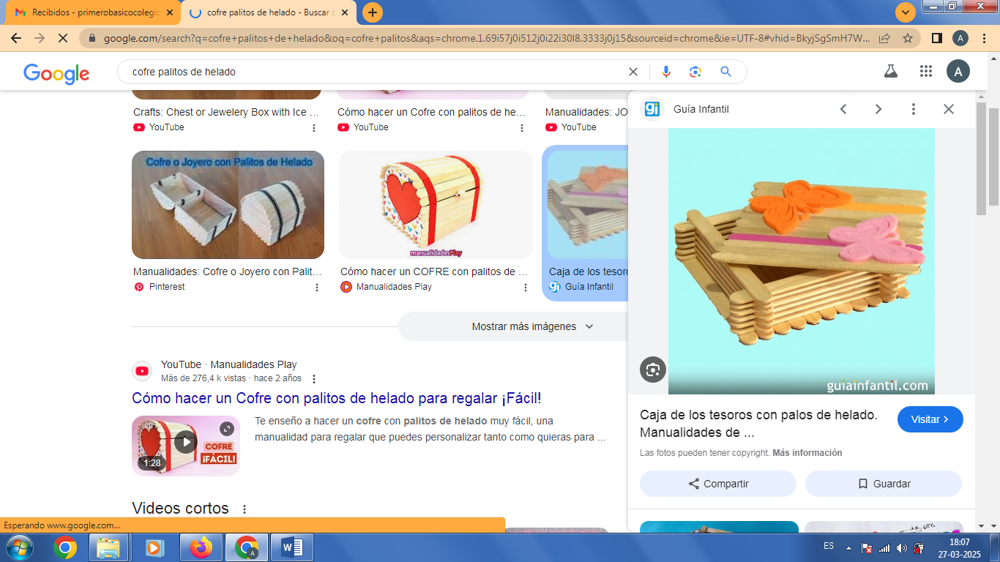 Recibidos - primerobasicocolegio
cofre palitos de helado - Buscar c
google.com/search?q=cofre+palitos+de+helado&oq=cofre+palitos&aqs=chrome.1.69i57j0i512j0i22i30l8.3333j0j15&sourceid=chrome&ie=UTF-8#vhid=BkyjSgSmH7W...
A
Google
cofre palitos de helado
A
Crafts: Chest or Jewelery Box with Ice ...
YouTube
Cómo hacer un Cofre con palitos de he...
YouTube
Manualidades: JO
YouTube
Cofre o Joyero con Palitos de Helado
manualidadesPlay
Manualidades: Cofre o Joyero con Palit...
Pinterest
Cómo hacer un COFRE con palitos de ...
Manualidades Play
Caja de los tesoro
gi Guía Infantil
Mostrar más imágenes
YouTube · Manualidades Play
Más de 276,4 k vistas · hace 2 años
Cómo hacer un Cofre con palitos de helado para regalar ¡Fácil!
COFRE
¡FÁCIL!
1:28
Te enseño a hacer un cofre con palitos de helado muy fácil, una
manualidad para regalar que puedes personalizar tanto como quieras para ...
Videos cortos
gi Guía Infantil
guiainfantil.com
Caja de los tesoros con palos de helado.
Manualidades de ...
Visitar
Las fotos pueden tener copyright. Más información
Compartir
Guardar
con
Esperando www.google.com...
A
W
ES
18:07
27-03-2025